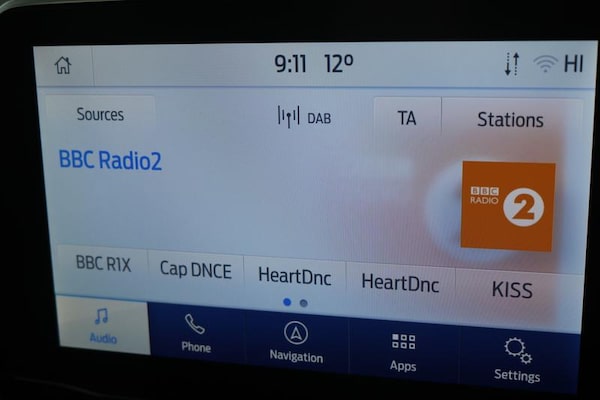 9:11 12º HI
Sources DAB TA Stations
BBC Radio2
BBC RADIO 2
BBC R1X Cap DNCE HeartDnc HeartDnc KISS
Audio Phone Navigation Apps Settings